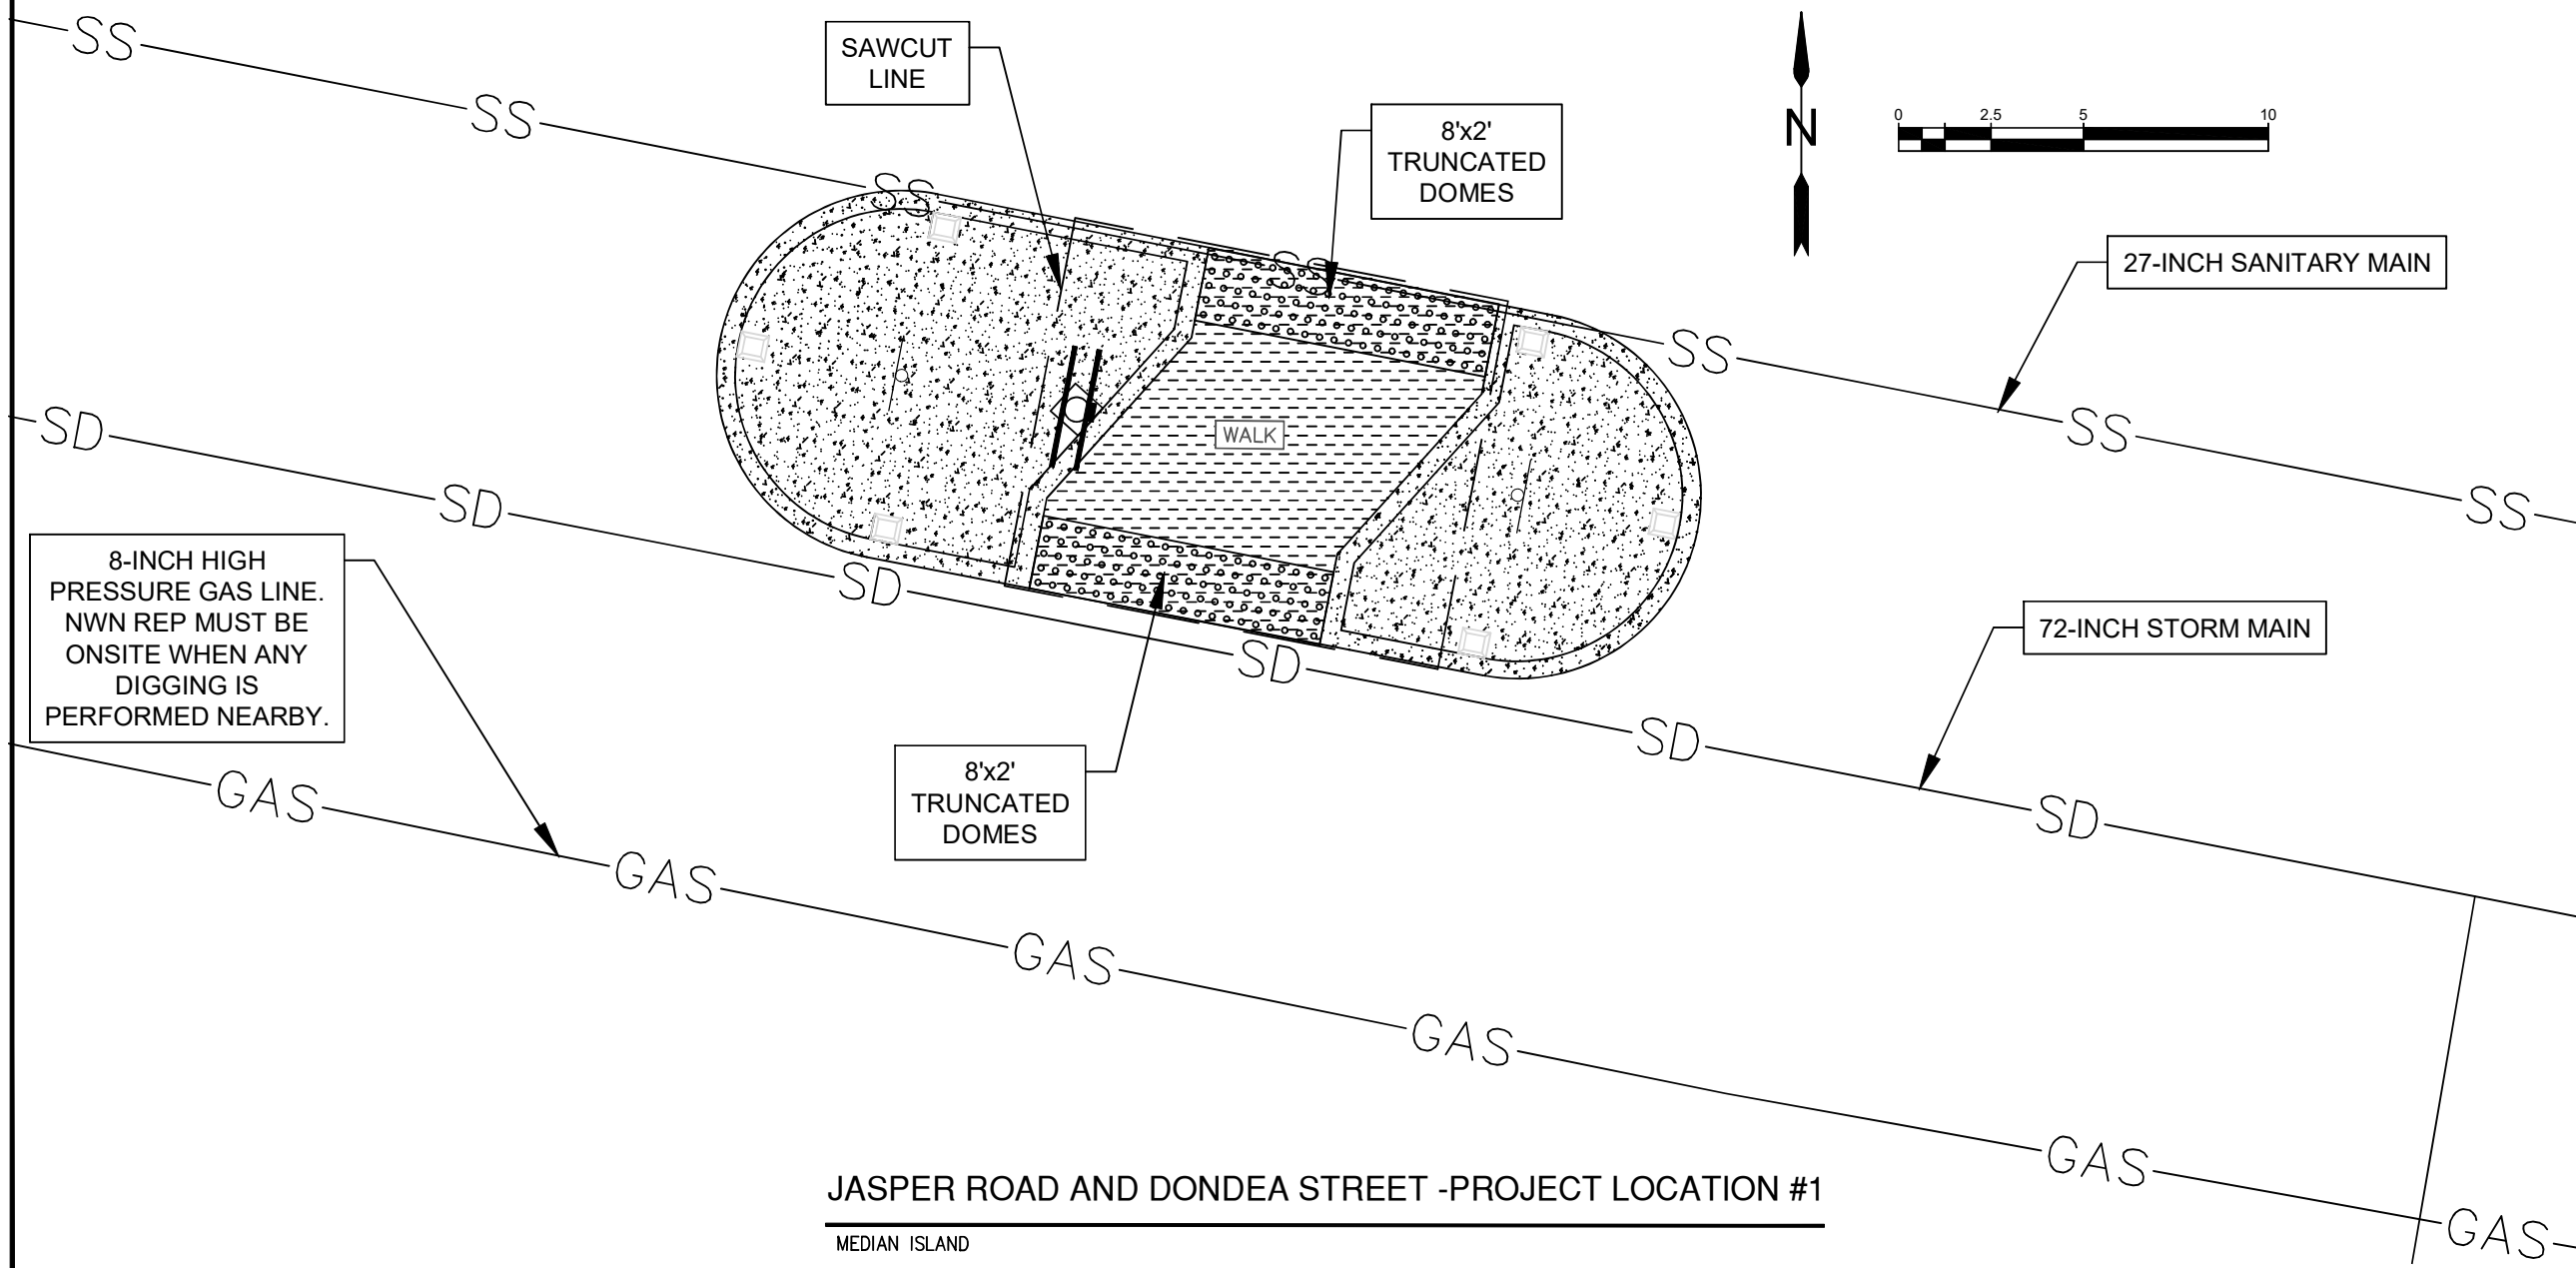 SS
SS
SS
SS
SS
SS
SS
SAWCUT
LINE
8'x2'
TRUNCATED
DOMES
N
0 2.5 5 10
27-INCH SANITARY MAIN
WALK
SD
SD
SD
SD
SD
SD
8-INCH HIGH
PRESSURE GAS LINE.
NWN REP MUST BE
ONSITE WHEN ANY
DIGGING IS
PERFORMED NEARBY.
72-INCH STORM MAIN
8'x2'
TRUNCATED
DOMES
GAS
GAS
GAS
GAS
GAS
GAS
JASPER ROAD AND DONDEA STREET -PROJECT LOCATION #1
MEDIAN ISLAND